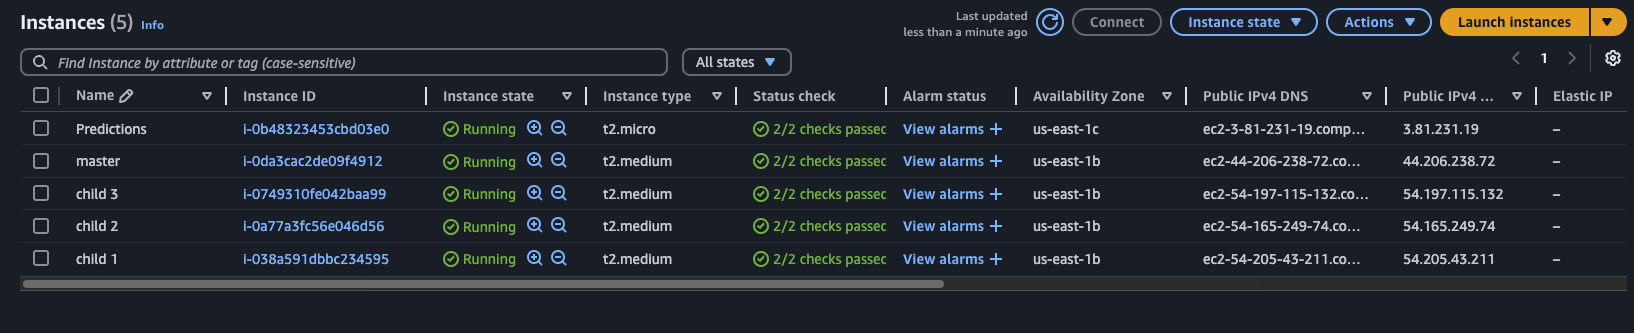 Instances (5) Info
Last updated
less than a minute ago
Connect
Instance state
Actions
Launch instances
Find Instance by attribute or tag (case-sensitive)
All states
1
Name Instance ID Instance state Instance type Status check Alarm status Availability Zone Public IPv4 DNS Public IPv4 ... Elastic IP
Predictions i-0b48323453cbd03e0 Running t2.micro 2/2 checks passed View alarms + us-east-1c ec2-3-81-231-19.comp... 3.81.231.19 –
master i-0da3cac2de09f4912 Running t2.medium 2/2 checks passed View alarms + us-east-1b ec2-44-206-238-72.co... 44.206.238.72 –
child 3 i-0749310fe042baa99 Running t2.medium 2/2 checks passed View alarms + us-east-1b ec2-54-197-115-132.co... 54.197.115.132 –
child 2 i-0a77a3fc56e046d56 Running t2.medium 2/2 checks passed View alarms + us-east-1b ec2-54-165-249-74.co... 54.165.249.74 –
child 1 i-038a591dbbc234595 Running t2.medium 2/2 checks passed View alarms + us-east-1b ec2-54-205-43-211.co... 54.205.43.211 –